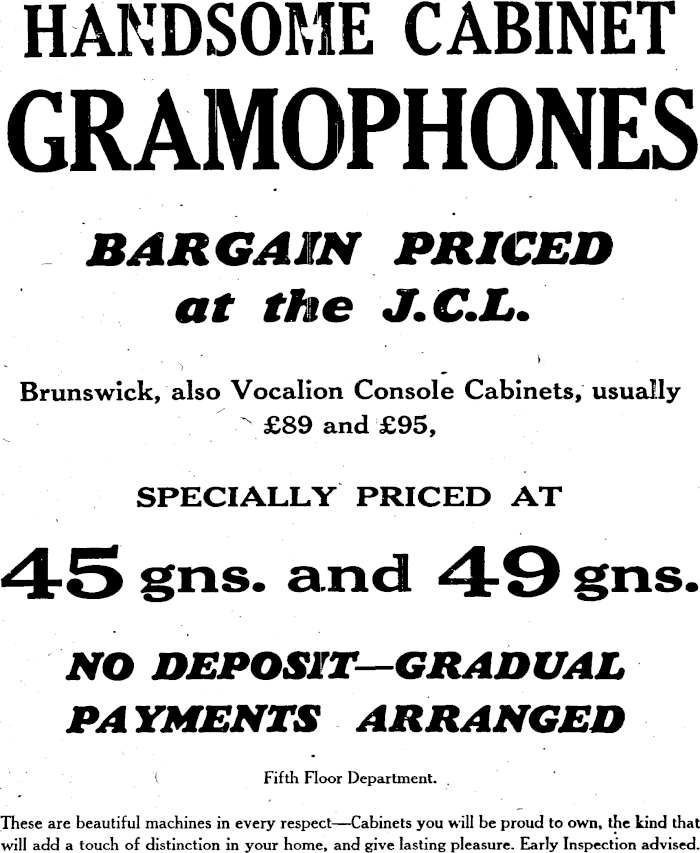 HANDSOME CABINET
GRAMOPHONES
BARGAIN PRICED
at the J.C.L.
Brunswick, also Vocalion Console Cabinets, usually
£89 and £95,
SPECIALLY PRICED AT
45 gns. and 49 gns.
NO DEPOSIT—GRADUAL
PAYMENTS ARRANGED
Fifth Floor Department.
These are beautiful machines in every respect—Cabinets you will be proud to own, the kind that
will add a touch of distinction in your home, and give lasting pleasure. Early Inspection advised.